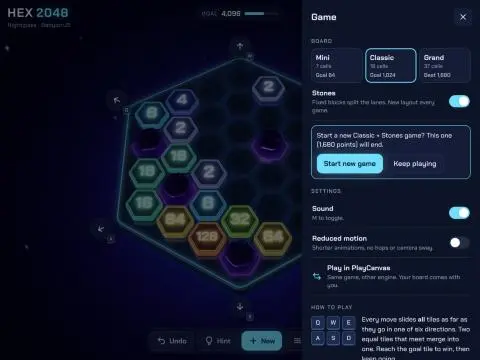 HEX 2048
GOAL 4,096
2
4
8
2
16
16
2
16
8
64
32
128
64
Undo
Hint
+ New
Game
BOARD
Mini
7 cells
Goal 64
Classic
Goal 1,024
Grand
37 cells
Best 1,680
Stones
Fixed blocks split the lanes. New layout every
game.
Start a new Classic + Stones game? This one
(1,680 points) will end.
Start new game
Keep playing
SETTINGS
Sound
M to toggle.
Reduced motion
Shorter animations, no hops or camera sway.
Play in PlayCanvas
Same game, other engine. Your board comes with
you.
HOW TO PLAY
Q W E
A S D
Every move slides all tiles as far as
they go in one of six directions. Two
equal tiles that meet merge into
one. Reach the goal tile to win, then
keep going.